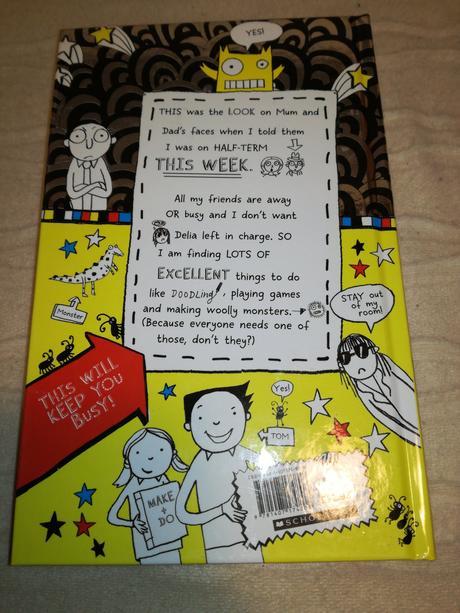 YES!
THIS was the LOOK on Mum and
Dad's faces when I told them
I was on HALF-TERM
THIS WEEK.
All my friends are away
OR busy and I don't want
Delia left in charge. SO
I am finding LOTS OF
EXCELLENT things to do
like DOODLING, playing games
and making woolly monsters.
(Because everyone needs one of
those, don't they?)
Monster
STAY out
of my
room!
THIS WILL
KEEP YOU
BUSY!
Yes!
TOM
MAKE
+
DO